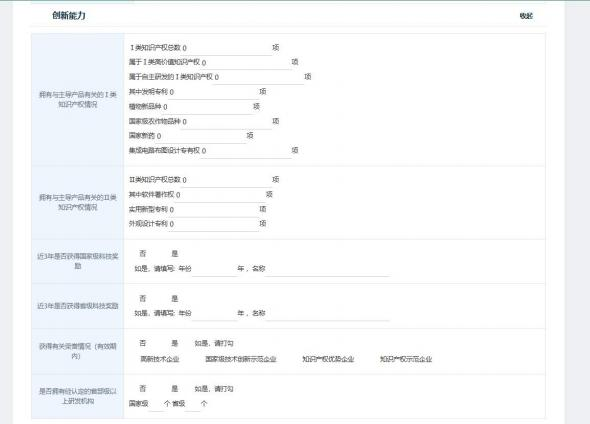 创新能力 收起
拥有与主导产品有关的Ⅰ类
知识产权情况
Ⅰ类知识产权总数 0 项
属于Ⅰ类高价值知识产权 0 项
属于自主研发的Ⅰ类知识产权 0 项
其中发明专利 0 项
植物新品种 0 项
国家级农作物品种 0 项
国家新药 0 项
集成电路布图设计专有权 0 项
拥有与主导产品有关的Ⅱ类
知识产权情况
Ⅱ类知识产权总数 0 项
其中软件著作权 0 项
实用新型专利 0 项
外观设计专利 0 项
近3年是否获得国家级科技奖
励
否 是
如是，请填写: 年份 年 ，名称
近3年是否获得省级科技奖励
否 是
如是，请填写: 年份 年 ，名称
获得有关荣誉情况（有效期
内）
否 是 如是，请打勾
高新技术企业 国家级技术创新示范企业 知识产权优势企业 知识产权示范企业
是否拥有经认定的省部级以
上研发机构
否 是 如是，请打勾
国家级 个 省级 个